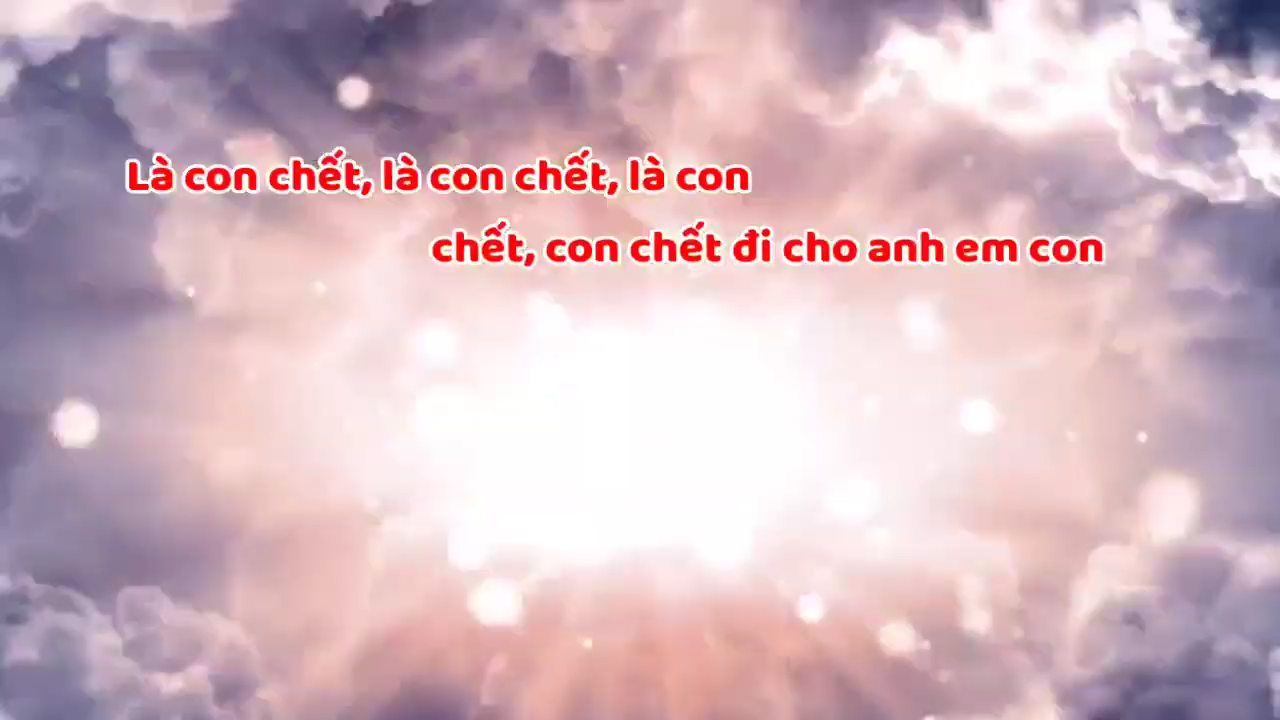 Là con chết, là con chết, là con
chết, con chết đi cho anh em con